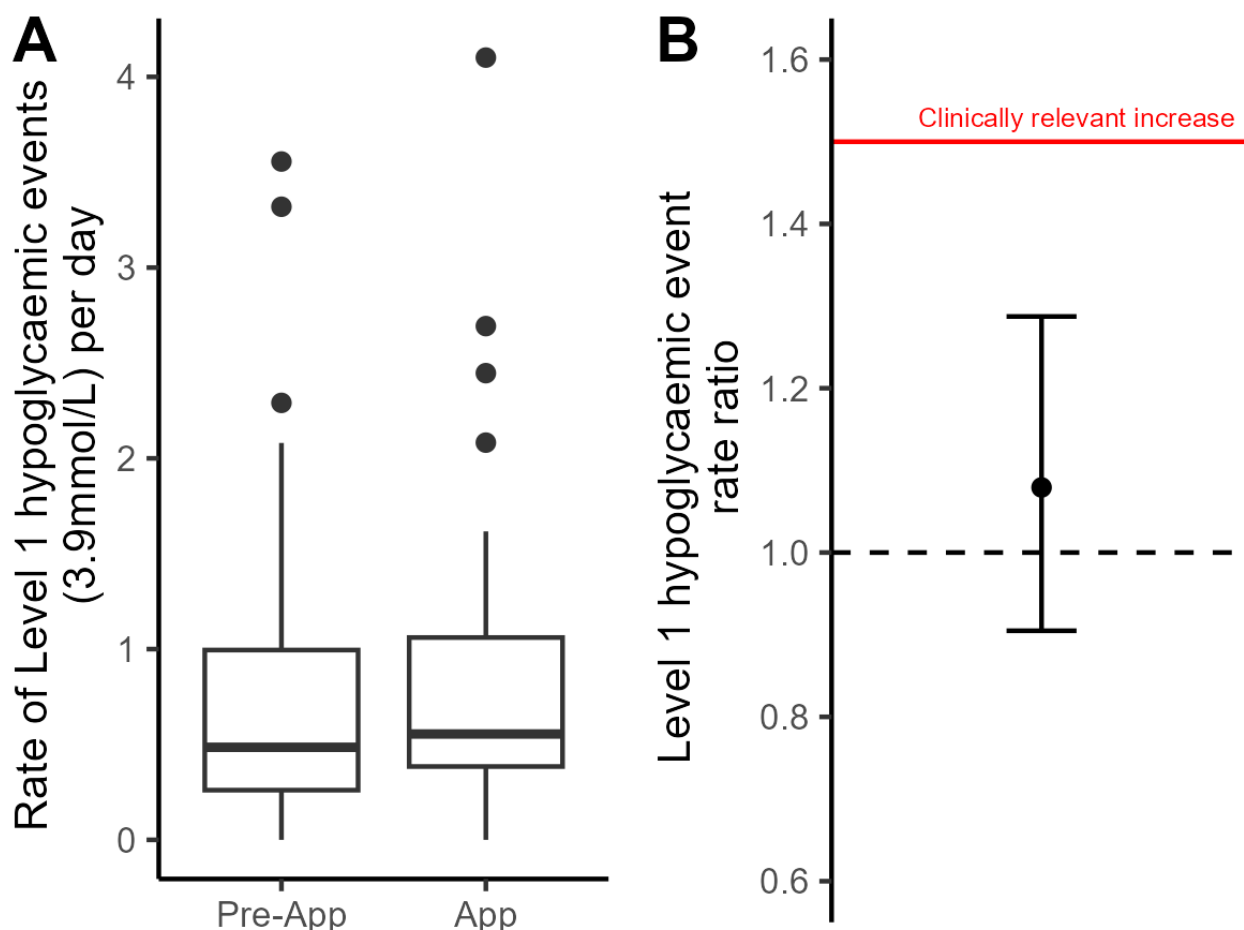 A
Rate of Level 1 hypoglycaemic events
(3.9mmol/L) per day
4
3
2
1
0
Pre-App
App
B
Level 1 hypoglycaemic event
rate ratio
1.6
1.4
1.2
1.0
0.8
0.6
Clinically relevant increase